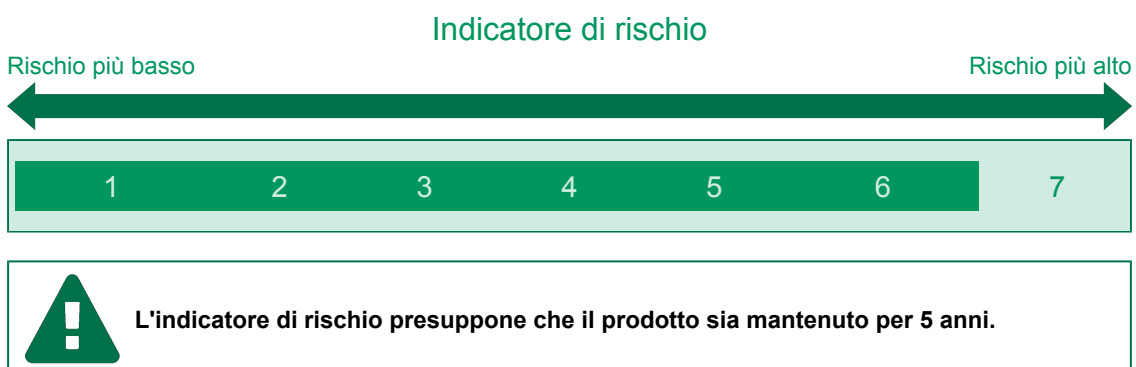 Indicatore di rischio
Rischio più basso Rischio più alto
1 2 3 4 5 6 7
L'indicatore di rischio presuppone che il prodotto sia mantenuto per 5 anni.